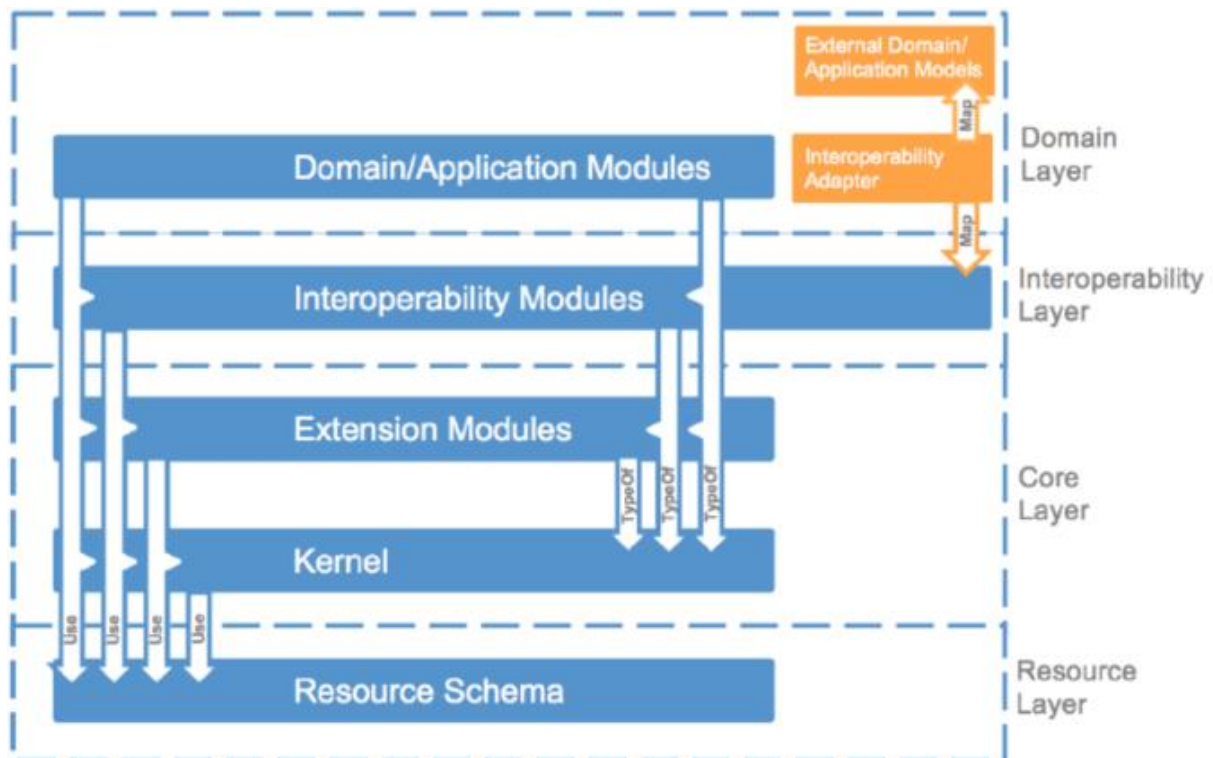 External Domain/
Application Models
Map
Domain/Application Modules
Interoperability
Adapter
Domain
Layer
Map
Interoperability Modules
Interoperability
Layer
Extension Modules
TypeOf
TypeOf
TypeOf
Core
Layer
Kernel
Use
Use
Use
Use
Resource Schema
Resource
Layer